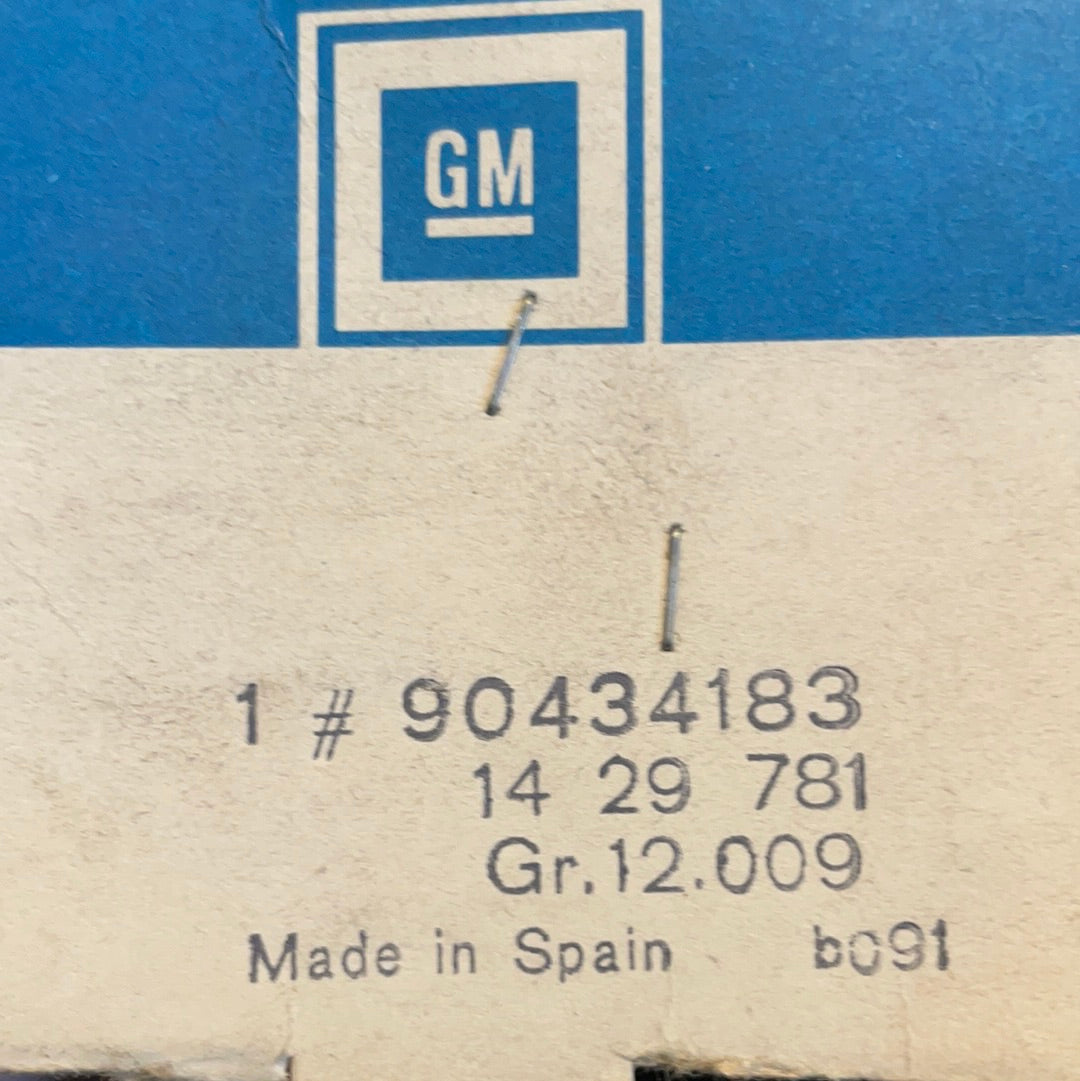 GM
1 # 90434183
14 29 781
Gr.12.009
Made in Spain b091